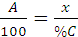 A/100 = x/%C